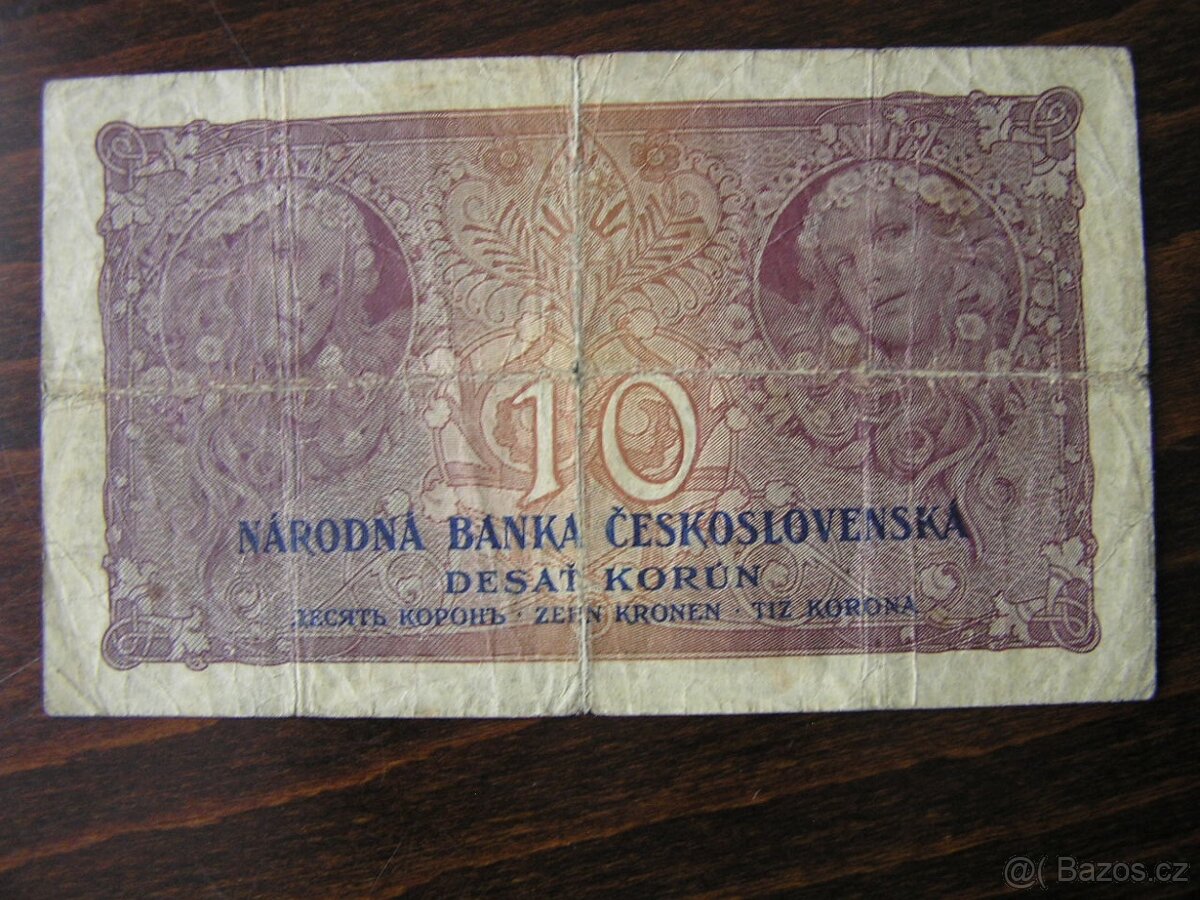 10
NÁRODNÁ BANKA ČESKOSLOVENSKÁ
DESAŤ KORÚN
ДЕСЯТЬ КОРОНЪ · ZEHN KRONEN · TIZ KORONA
@( Bazos.cz